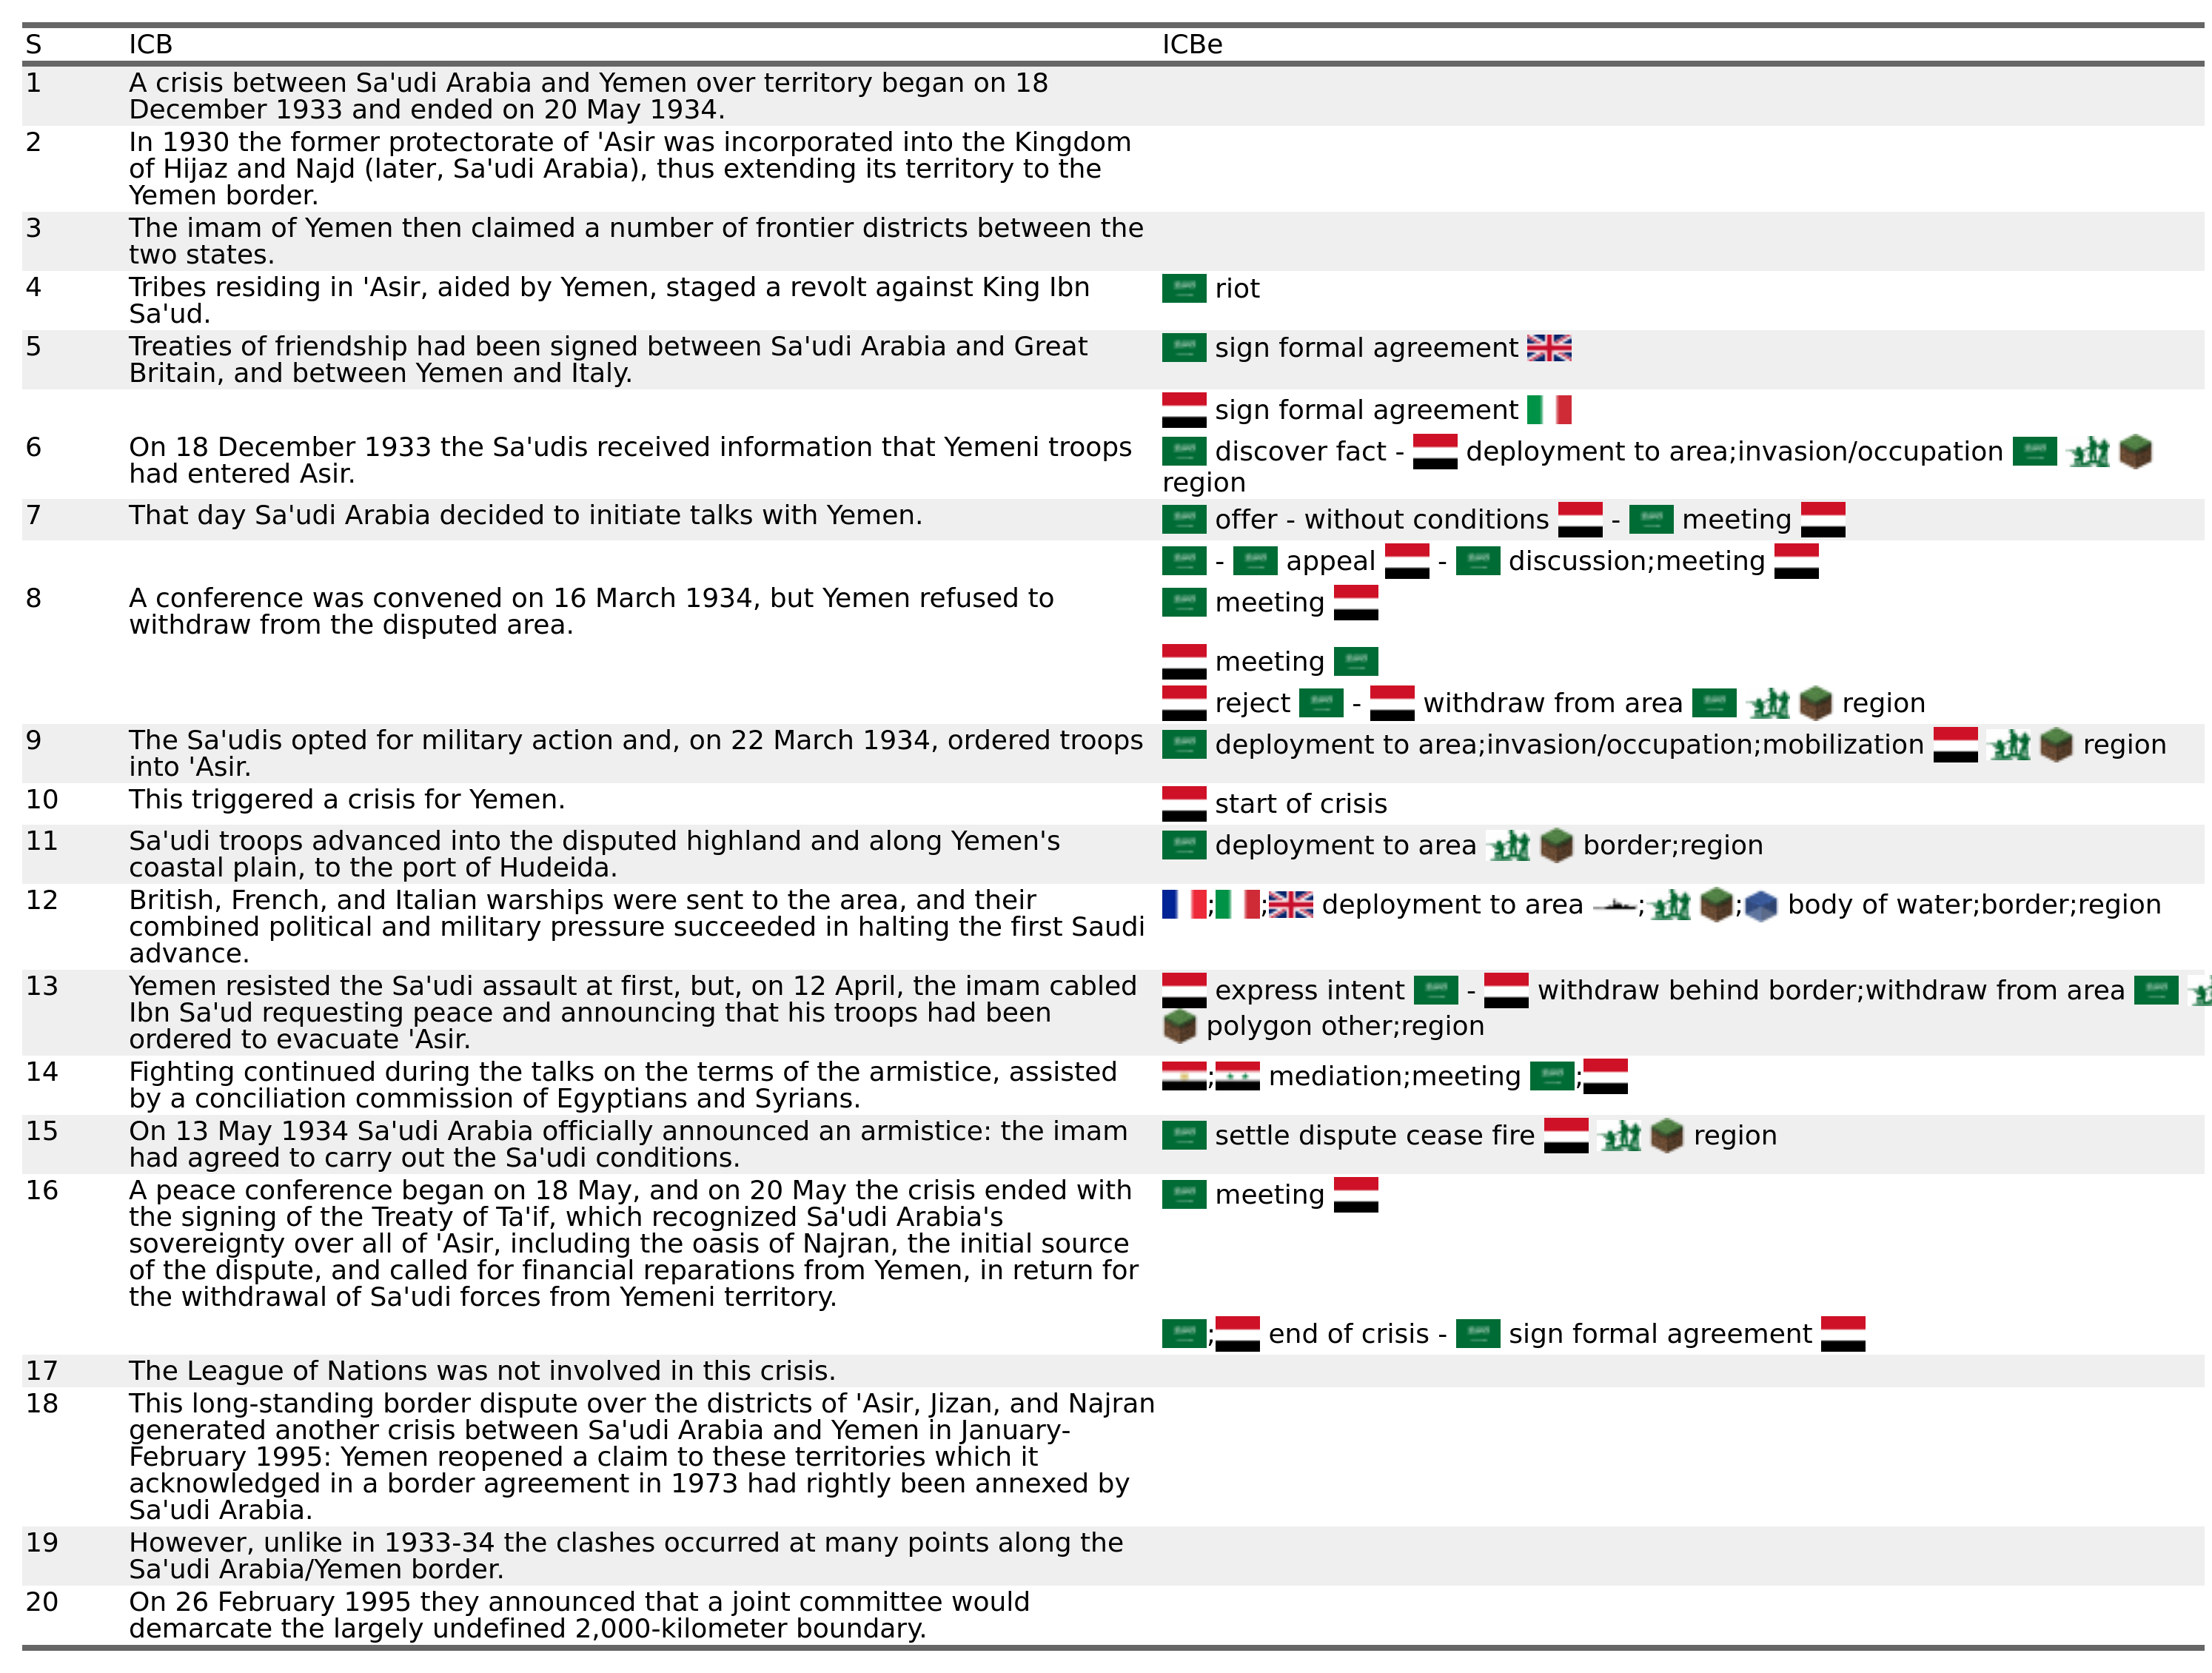 S ICB ICBe
1 A crisis between Sa'udi Arabia and Yemen over territory began on 18
December 1933 and ended on 20 May 1934.
2 In 1930 the former protectorate of 'Asir was incorporated into the Kingdom
of Hijaz and Najd (later, Sa'udi Arabia), thus extending its territory to the
Yemen border.
3 The imam of Yemen then claimed a number of frontier districts between the
two states.
4 Tribes residing in 'Asir, aided by Yemen, staged a revolt against King Ibn
Sa'ud.
riot
5 Treaties of friendship had been signed between Sa'udi Arabia and Great
Britain, and between Yemen and Italy.
sign formal agreement
sign formal agreement
6 On 18 December 1933 the Sa'udis received information that Yemeni troops
had entered Asir.
discover fact - deployment to area;invasion/occupation
region
7 That day Sa'udi Arabia decided to initiate talks with Yemen.
offer - without conditions - meeting
- appeal - discussion;meeting
8 A conference was convened on 16 March 1934, but Yemen refused to
withdraw from the disputed area.
meeting
meeting
reject - withdraw from area region
9 The Sa'udis opted for military action and, on 22 March 1934, ordered troops
into 'Asir.
deployment to area;invasion/occupation;mobilization region
10 This triggered a crisis for Yemen.
start of crisis
11 Sa'udi troops advanced into the disputed highland and along Yemen's
coastal plain, to the port of Hudeida.
deployment to area border;region
12 British, French, and Italian warships were sent to the area, and their
combined political and military pressure succeeded in halting the first Saudi
advance.
; ; deployment to area ; ; body of water;border;region
13 Yemen resisted the Sa'udi assault at first, but, on 12 April, the imam cabled
Ibn Sa'ud requesting peace and announcing that his troops had been
ordered to evacuate 'Asir.
express intent - withdraw behind border;withdraw from area
polygon other;region
14 Fighting continued during the talks on the terms of the armistice, assisted
by a conciliation commission of Egyptians and Syrians.
; mediation;meeting ;
15 On 13 May 1934 Sa'udi Arabia officially announced an armistice: the imam
had agreed to carry out the Sa'udi conditions.
settle dispute cease fire region
16 A peace conference began on 18 May, and on 20 May the crisis ended with
the signing of the Treaty of Ta'if, which recognized Sa'udi Arabia's
sovereignty over all of 'Asir, including the oasis of Najran, the initial source
of the dispute, and called for financial reparations from Yemen, in return for
the withdrawal of Sa'udi forces from Yemeni territory.
meeting
; end of crisis - sign formal agreement
17 The League of Nations was not involved in this crisis.
18 This long-standing border dispute over the districts of 'Asir, Jizan, and Najran
generated another crisis between Sa'udi Arabia and Yemen in January-
February 1995: Yemen reopened a claim to these territories which it
acknowledged in a border agreement in 1973 had rightly been annexed by
Sa'udi Arabia.
19 However, unlike in 1933-34 the clashes occurred at many points along the
Sa'udi Arabia/Yemen border.
20 On 26 February 1995 they announced that a joint committee would
demarcate the largely undefined 2,000-kilometer boundary.